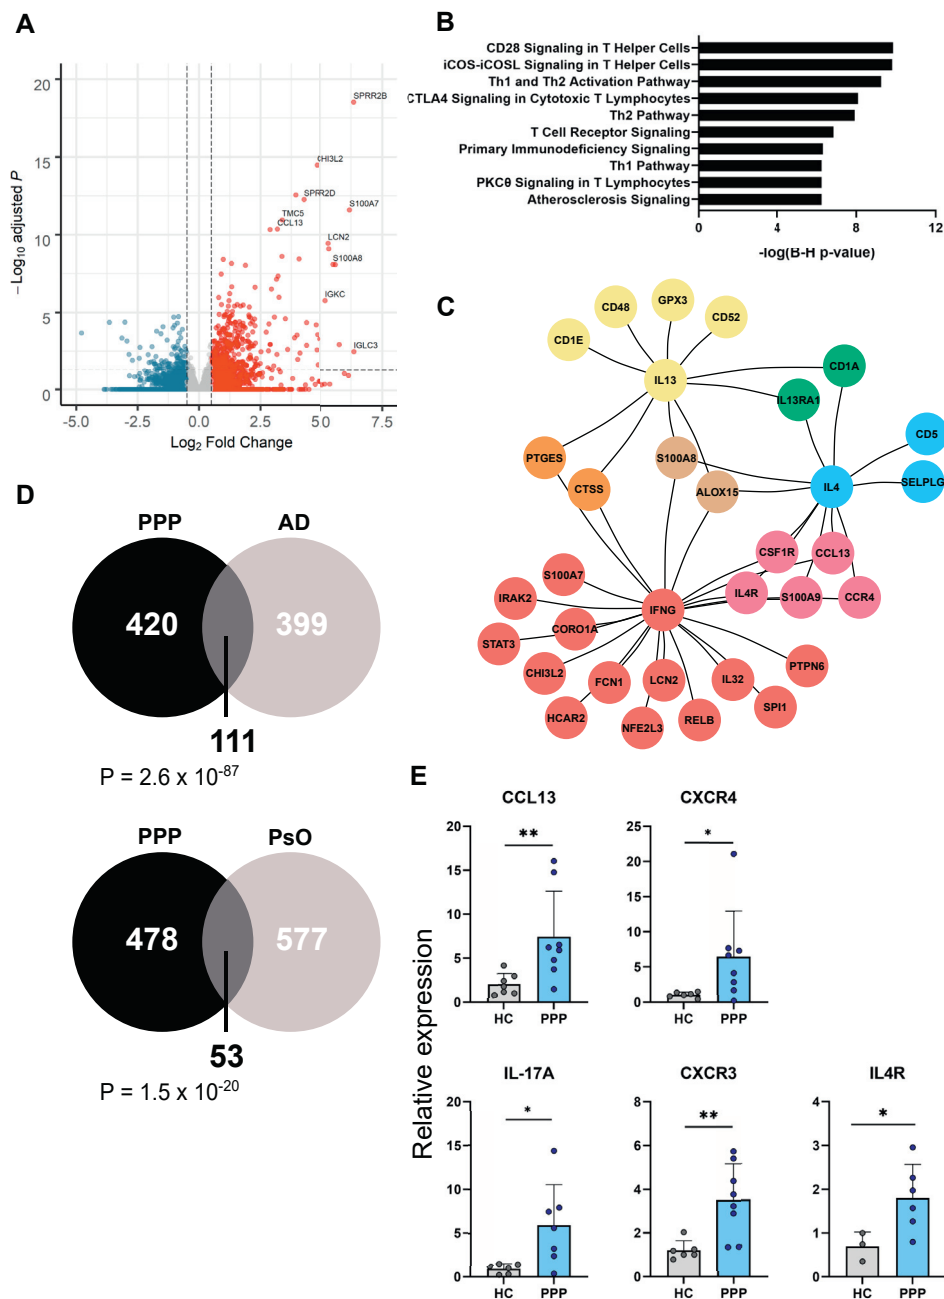 A
20
15
10
5
0
− Log10 adjusted P
SPRR2B
CHI3L2
SPRR2D
S100A7
TMC5
CCL13
LCN2
S100A8
IGKC
IGLC3
-5.0
-2.5
0.0
2.5
5.0
7.5
Log2 Fold Change
B
CD28 Signaling in T Helper Cells
iCOS-iCOSL Signaling in T Helper Cells
Th1 and Th2 Activation Pathway
CTLA4 Signaling in Cytotoxic T Lymphocytes
Th2 Pathway
T Cell Receptor Signaling
Primary Immunodeficiency Signaling
Th1 Pathway
PKCθ Signaling in T Lymphocytes
Atherosclerosis Signaling
0
4
8
12
-log(B-H p-value)
C
CD1E
CD48
GPX3
CD52
IL13
CD1A
IL13RA1
CD5
PTGES
S100A8
CTSS
ALOX15
IL4
SELPLG
CSF1R
CCL13
S100A7
IRAK2
IL4R
S100A9
CCR4
IFNG
STAT3
CORO1A
CHI3L2
FCN1
LCN2
IL32
PTPN6
HCAR2
NFE2L3
RELB
SPI1
D
PPP
AD
420
399
111
P = 2.6 x 10-87
PPP
PsO
478
577
53
P = 1.5 x 10-20
E
Relative expression
CCL13
20
15
10
5
0
**
HC
PPP
CXCR4
25
20
15
10
5
0
*
HC
PPP
IL-17A
20
15
10
5
0
*
HC
PPP
CXCR3
8
6
4
2
0
**
HC
PPP
IL4R
4
3
2
1
0
*
HC
PPP